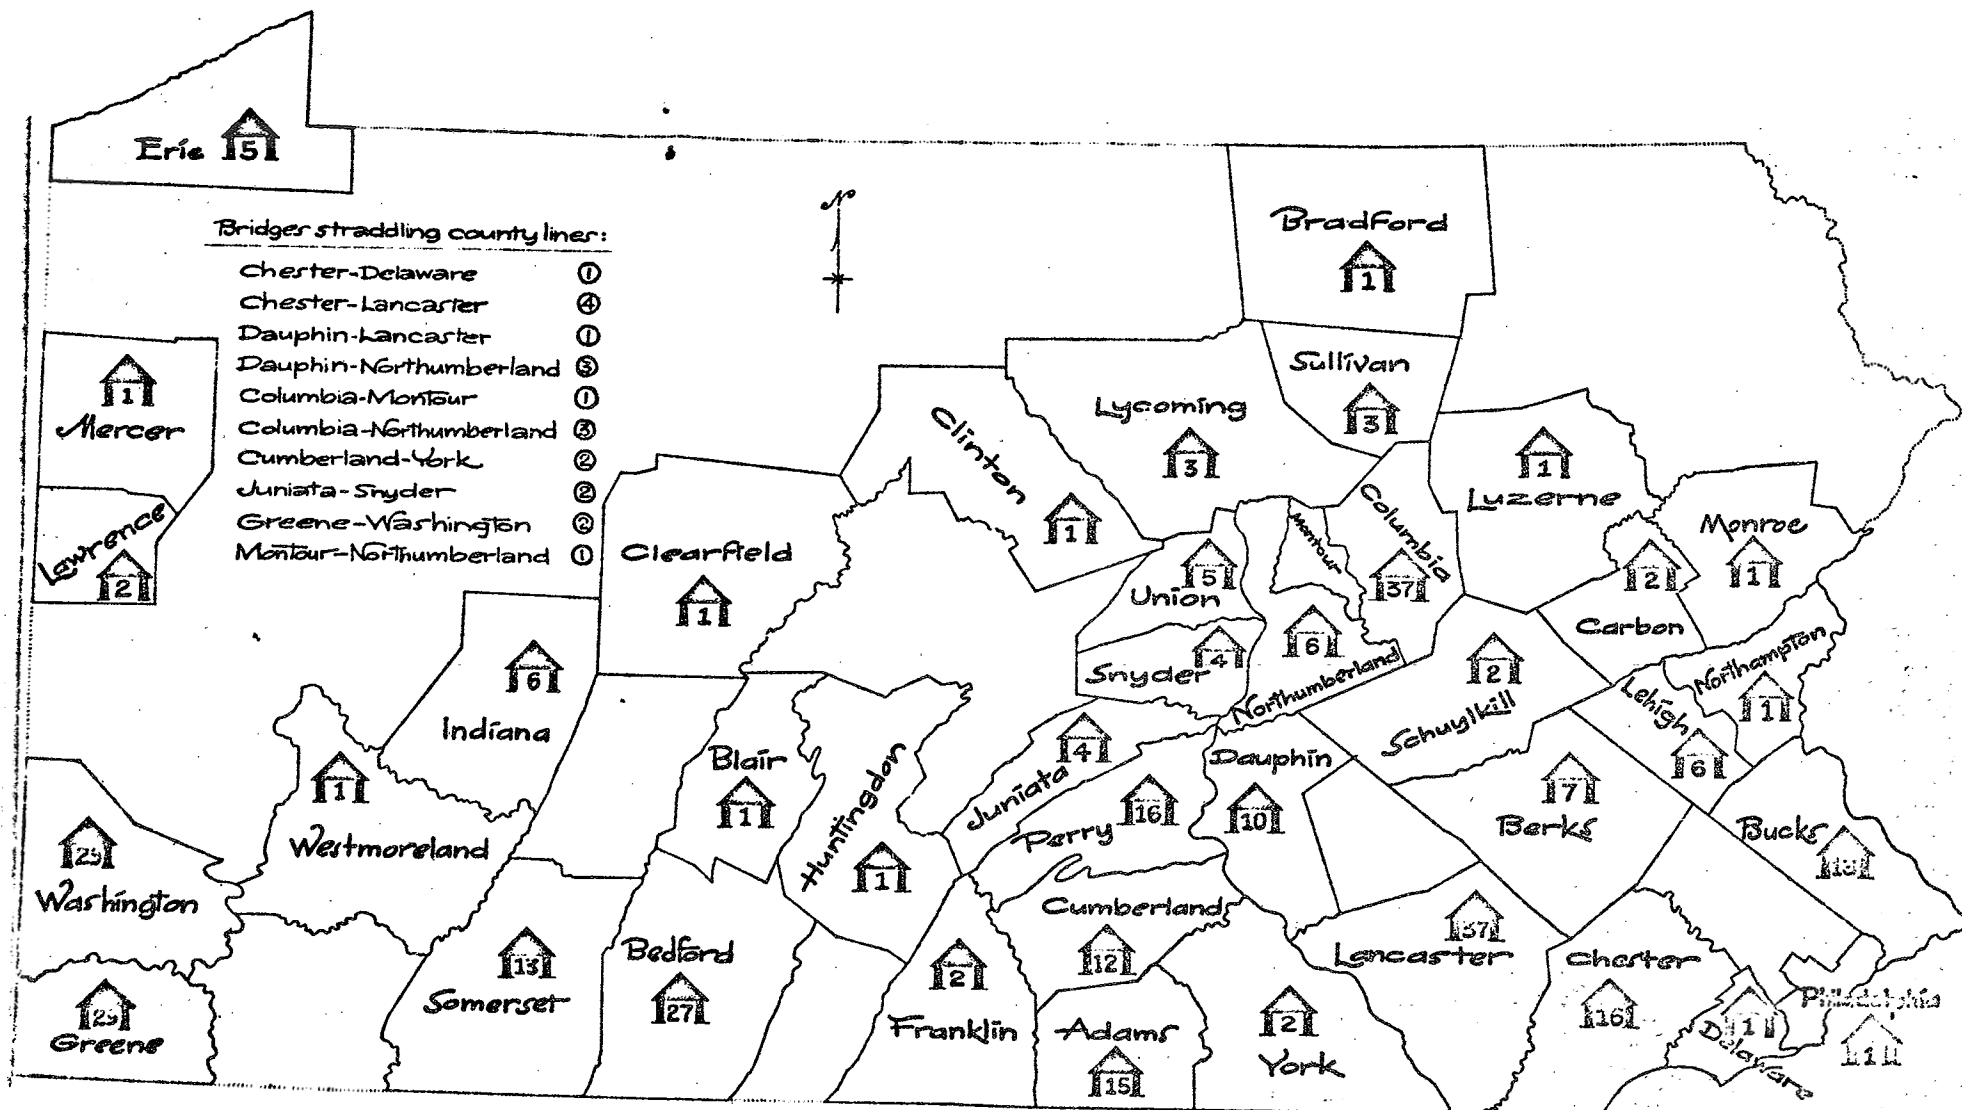 Erie 5
N
Bridges straddling county lines:
Chester-Delaware 1
Chester-Lancaster 4
Dauphin-Lancaster 1
Dauphin-Northumberland 3
Columbia-Montour 1
Columbia-Northumberland 3
Cumberland-York 2
Juniata-Snyder 2
Greene-Washington 2
Montour-Northumberland 1
Bradford
1
Sullivan
3
1
Mercer
Lycoming
3
Clinton
1
Columbia
37
1
Luzerne
Monroe
1
Lawrence
2
Clearfield
1
5
Union
Montour
6
Northumberland
2
Carbon
4
Snyder
6
Indiana
2
Schuylkill
Northampton
1
Lehigh
6
1
Westmoreland
Blair
1
Huntingdon
1
4
Juniata
Perry 16
Dauphin
10
7
Berks
Bucks
Washington
Cumberland
12
37
Lancaster
Chester
16
Greene
13
Somerset
Bedford
27
2
Franklin
Adams
15
2
York
1
Delaware
Philadelphia
1